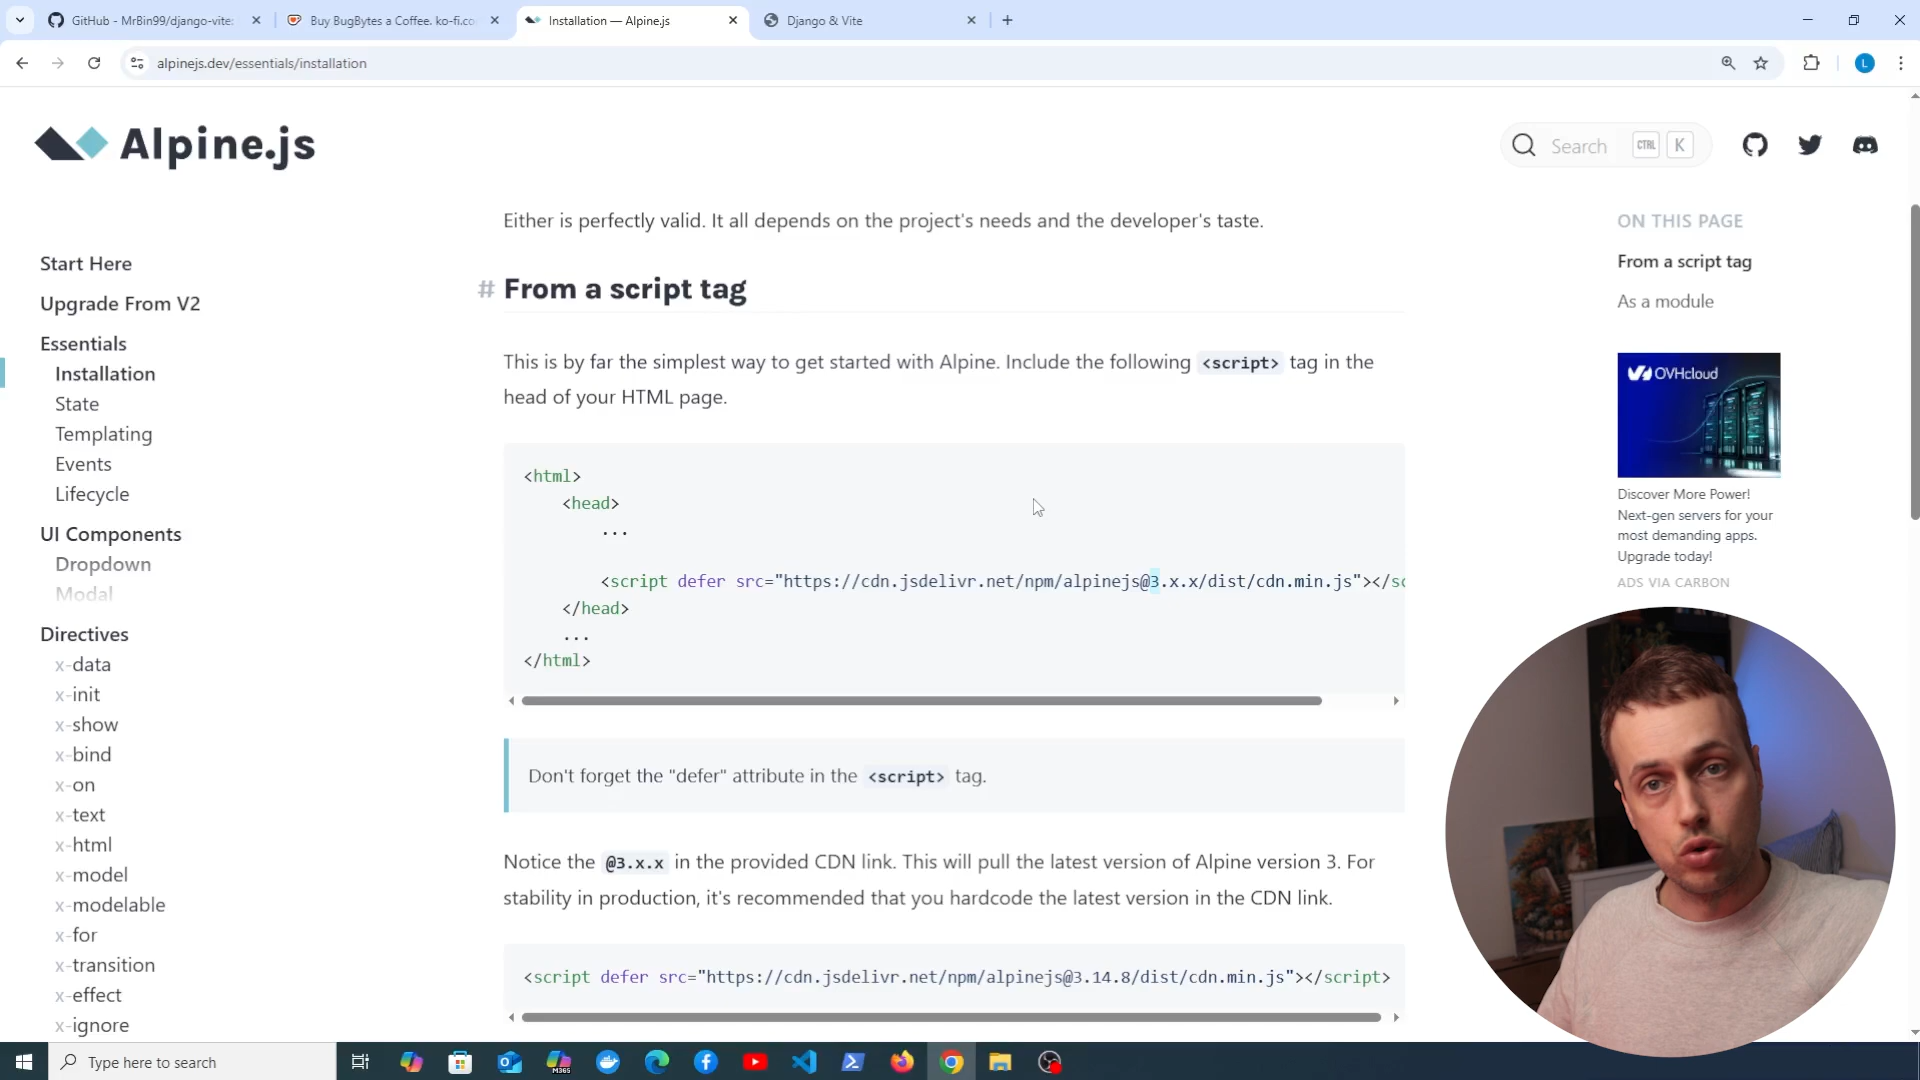 GitHub - MrBin99/django-vite:
Buy BugBytes a Coffee. ko-fi.co
Installation — Alpine.js
Django & Vite
alpinejs.dev/essentials/installation
L
Alpine.js
Search CTRL K
Start Here
Upgrade From V2
Essentials
Installation
State
Templating
Events
Lifecycle
UI Components
Dropdown
Modal
Directives
x-data
x-init
x-show
x-bind
x-on
x-text
x-html
x-model
x-modelable
x-for
x-transition
x-effect
x-ignore
Either is perfectly valid. It all depends on the project's needs and the developer's taste.
# From a script tag
This is by far the simplest way to get started with Alpine. Include the following <script> tag in the
head of your HTML page.
<html>
<head>
...
<script defer src="https://cdn.jsdelivr.net/npm/alpinejs@3.x.x/dist/cdn.min.js"></sc
</head>
...
</html>
Don't forget the "defer" attribute in the <script> tag.
Notice the @3.x.x in the provided CDN link. This will pull the latest version of Alpine version 3. For
stability in production, it's recommended that you hardcode the latest version in the CDN link.
<script defer src="https://cdn.jsdelivr.net/npm/alpinejs@3.14.8/dist/cdn.min.js"></script>
ON THIS PAGE
From a script tag
As a module
OVHcloud
Discover More Power!
Next-gen servers for your
most demanding apps.
Upgrade today!
ADS VIA CARBON
Type here to search
M365